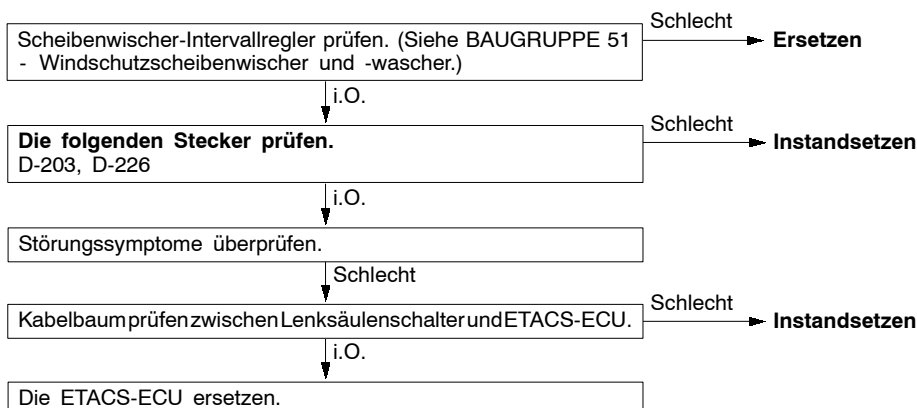 Schlecht
Scheibenwischer-Intervallregler prüfen. (Siehe BAUGRUPPE 51
- Windschutzscheibenwischer und -wascher.)
Ersetzen
i.O.
Die folgenden Stecker prüfen.
D-203, D-226
Schlecht
Instandsetzen
i.O.
Störungssymptome überprüfen.
Schlecht
Kabelbaum prüfen zwischen Lenksäulenschalter und ETACS-ECU.
Schlecht
Instandsetzen
i.O.
Die ETACS-ECU ersetzen.